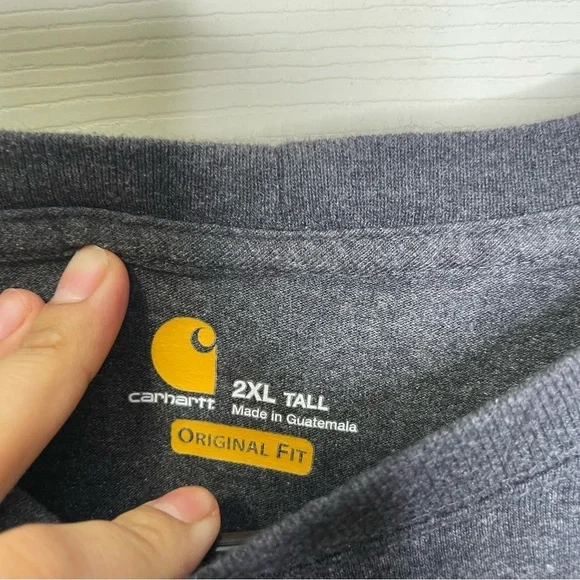 carhartt
2XL TALL
Made in Guatemala
ORIGINAL FIT